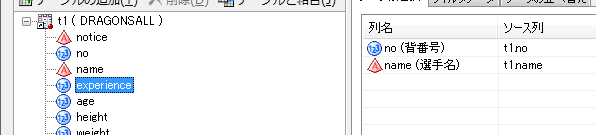 テーブルの追加(T) 削除(D) テーブルと結合(J)
t1 ( DRAGONSALL )
notice
no
name
experience
age
height
weight
列名 ソース列
no (背番号) t1.no
name (選手名) t1.name